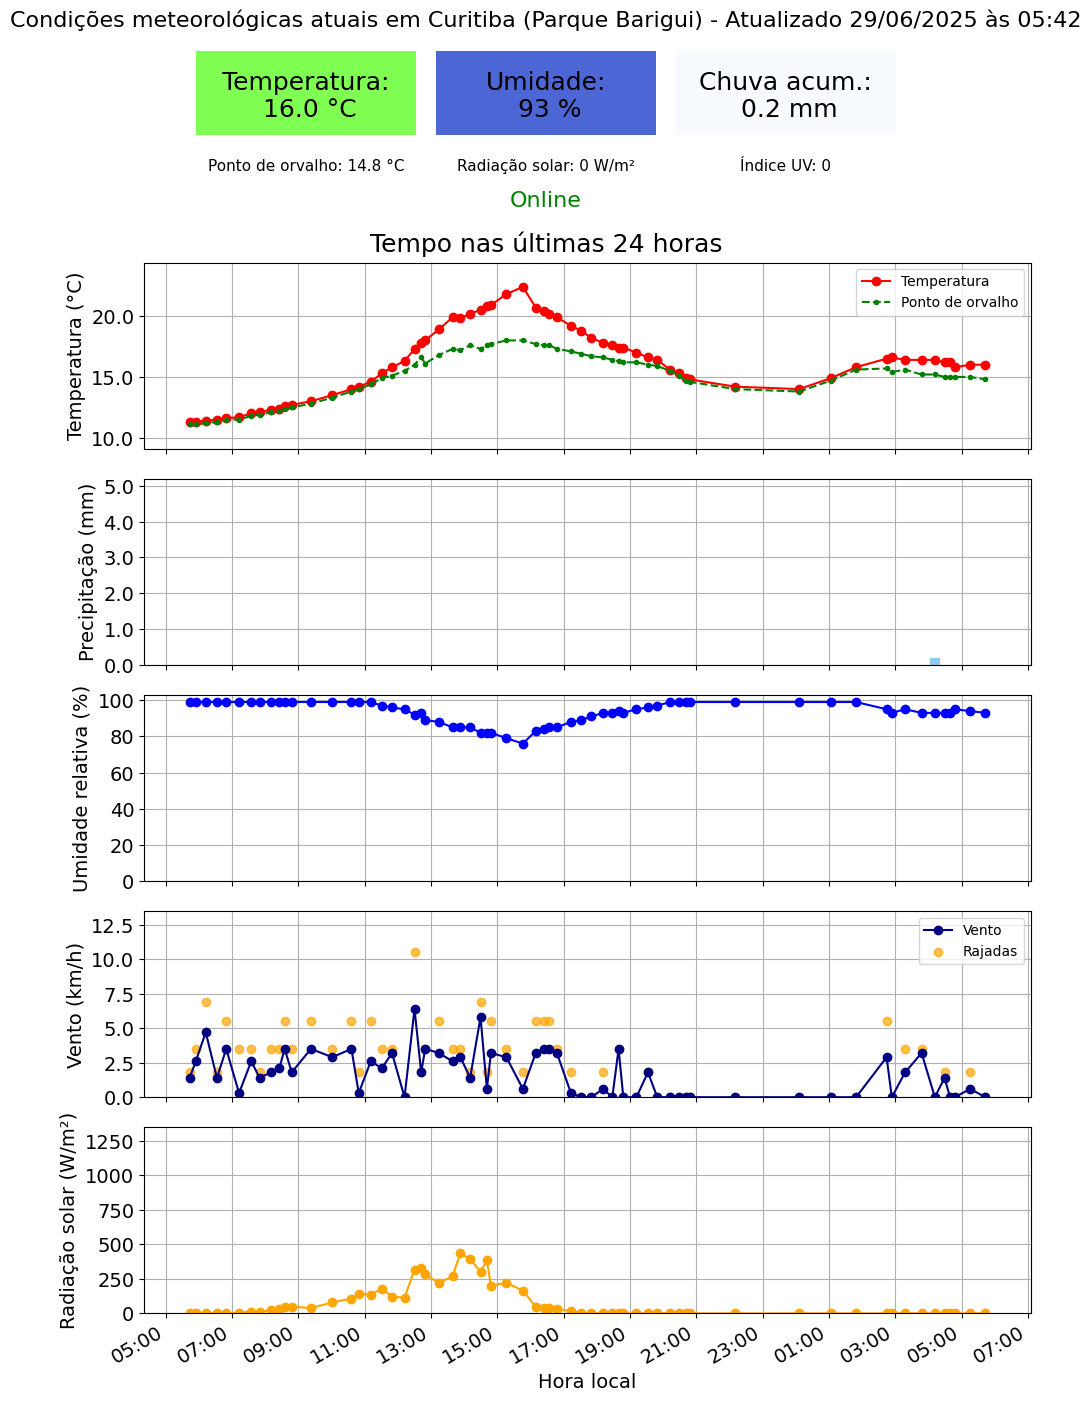 Condições meteorológicas atuais em Curitiba (Parque Barigui) - Atualizado 29/06/2025 às 05:42
Temperatura:
16.0 °C
Umidade:
93 %
Chuva acum.:
0.2 mm
Ponto de orvalho: 14.8 °C
Radiação solar: 0 W/m²
Índice UV: 0
Online
Tempo nas últimas 24 horas
Temperatura (°C)
20.0
15.0
10.0
Temperatura
Ponto de orvalho
Precipitação (mm)
5.0
4.0
3.0
2.0
1.0
0.0
Umidade relativa (%)
100
80
60
40
20
0
Vento (km/h)
12.5
10.0
7.5
5.0
2.5
0.0
Vento
Rajadas
Radiação solar (W/m²)
1250
1000
750
500
250
0
05:00
07:00
09:00
11:00
13:00
15:00
17:00
19:00
21:00
23:00
01:00
03:00
05:00
07:00
Hora local